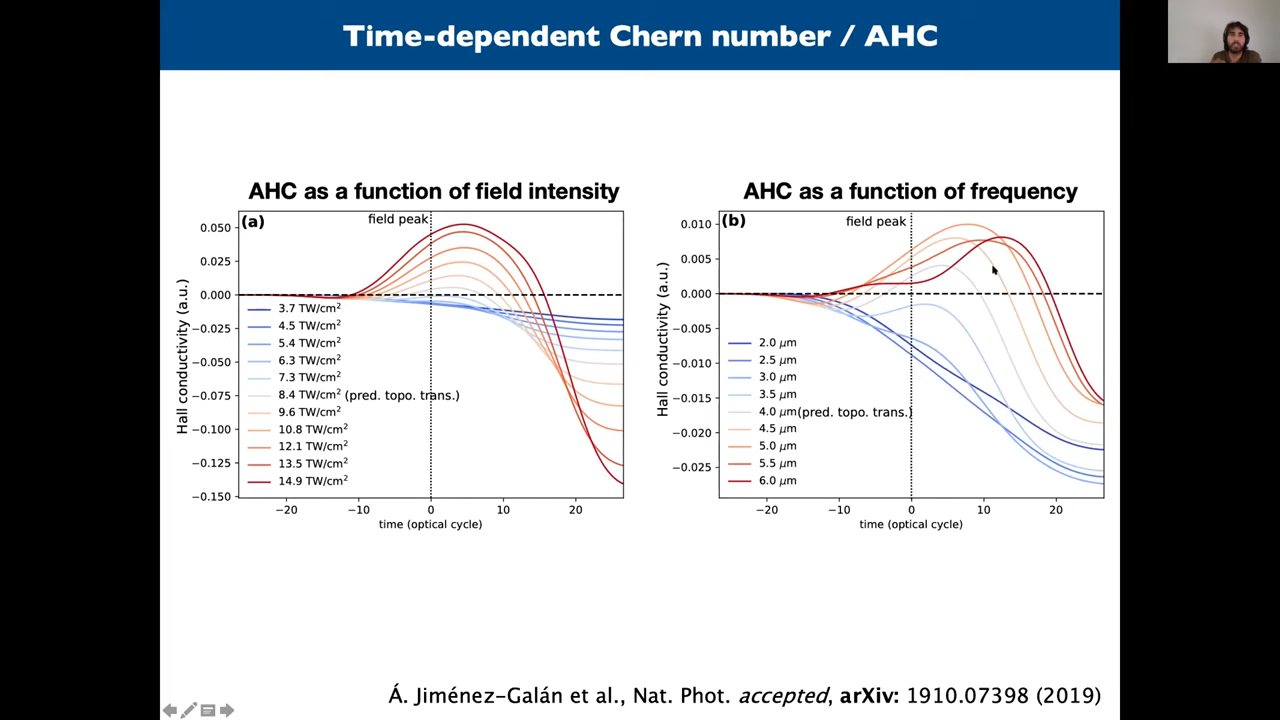 Time-dependent Chern number / AHC
AHC as a function of field intensity
(a)
field peak
0.050
0.025
0.000
−0.025
−0.050
−0.075
−0.100
−0.125
−0.150
Hall conductivity (a.u.)
3.7 TW/cm²
4.5 TW/cm²
5.4 TW/cm²
6.3 TW/cm²
7.3 TW/cm²
8.4 TW/cm² (pred. topo. trans.)
9.6 TW/cm²
10.8 TW/cm²
12.1 TW/cm²
13.5 TW/cm²
14.9 TW/cm²
−20 −10 0 10 20
time (optical cycle)
AHC as a function of frequency
(b)
field peak
0.010
0.005
0.000
−0.005
−0.010
−0.015
−0.020
−0.025
Hall conductivity (a.u.)
2.0 μm
2.5 μm
3.0 μm
3.5 μm
4.0 μm(pred. topo. trans.)
4.5 μm
5.0 μm
5.5 μm
6.0 μm
−20 −10 0 10 20
time (optical cycle)
Á. Jiménez-Galán et al., Nat. Phot. accepted, arXiv: 1910.07398 (2019)